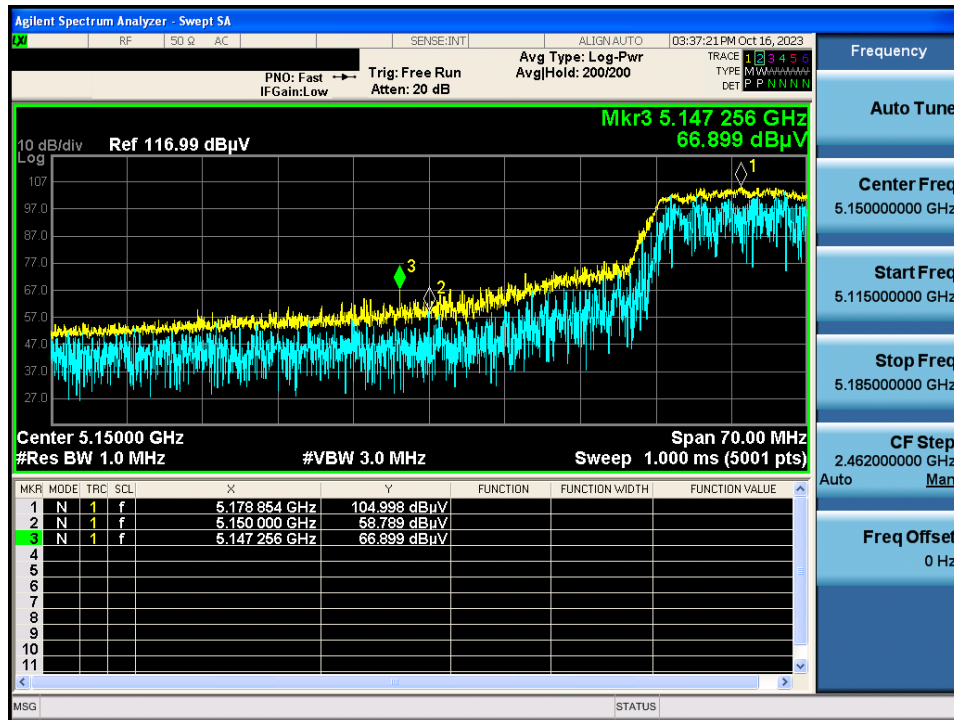 Agilent Spectrum Analyzer - Swept SA
LXI RF 50 Ω AC SENSE:INT ALIGN AUTO 03:37:21 PM Oct 16, 2023
Frequency
PNO: Fast
IFGain:Low
Trig: Free Run
Atten: 20 dB
Avg Type: Log-Pwr
Avg|Hold: 200/200
TRACE 1 2 3 4 5 6
TYPE M
DET P P N N N N
Auto Tune
Mkr3 5.147 256 GHz
66.899 dBµV
10 dB/div Ref 116.99 dBµV
Log
107
97.0
87.0
77.0
67.0
57.0
47.0
37.0
27.0
1
2
3
Center Freq
5.150000000 GHz
Start Freq
5.115000000 GHz
Stop Freq
5.185000000 GHz
Center 5.15000 GHz Span 70.00 MHz
#Res BW 1.0 MHz #VBW 3.0 MHz Sweep 1.000 ms (5001 pts)
CF Step
2.462000000 GHz
Auto Man
Freq Offset
0 Hz
MKR MODE TRC SCL X Y FUNCTION FUNCTION WIDTH FUNCTION VALUE
1 N 1 f 5.178 854 GHz 104.998 dBµV
2 N 1 f 5.150 000 GHz 58.789 dBµV
3 N 1 f 5.147 256 GHz 66.899 dBµV
4
5
6
7
8
9
10
11
MSG STATUS